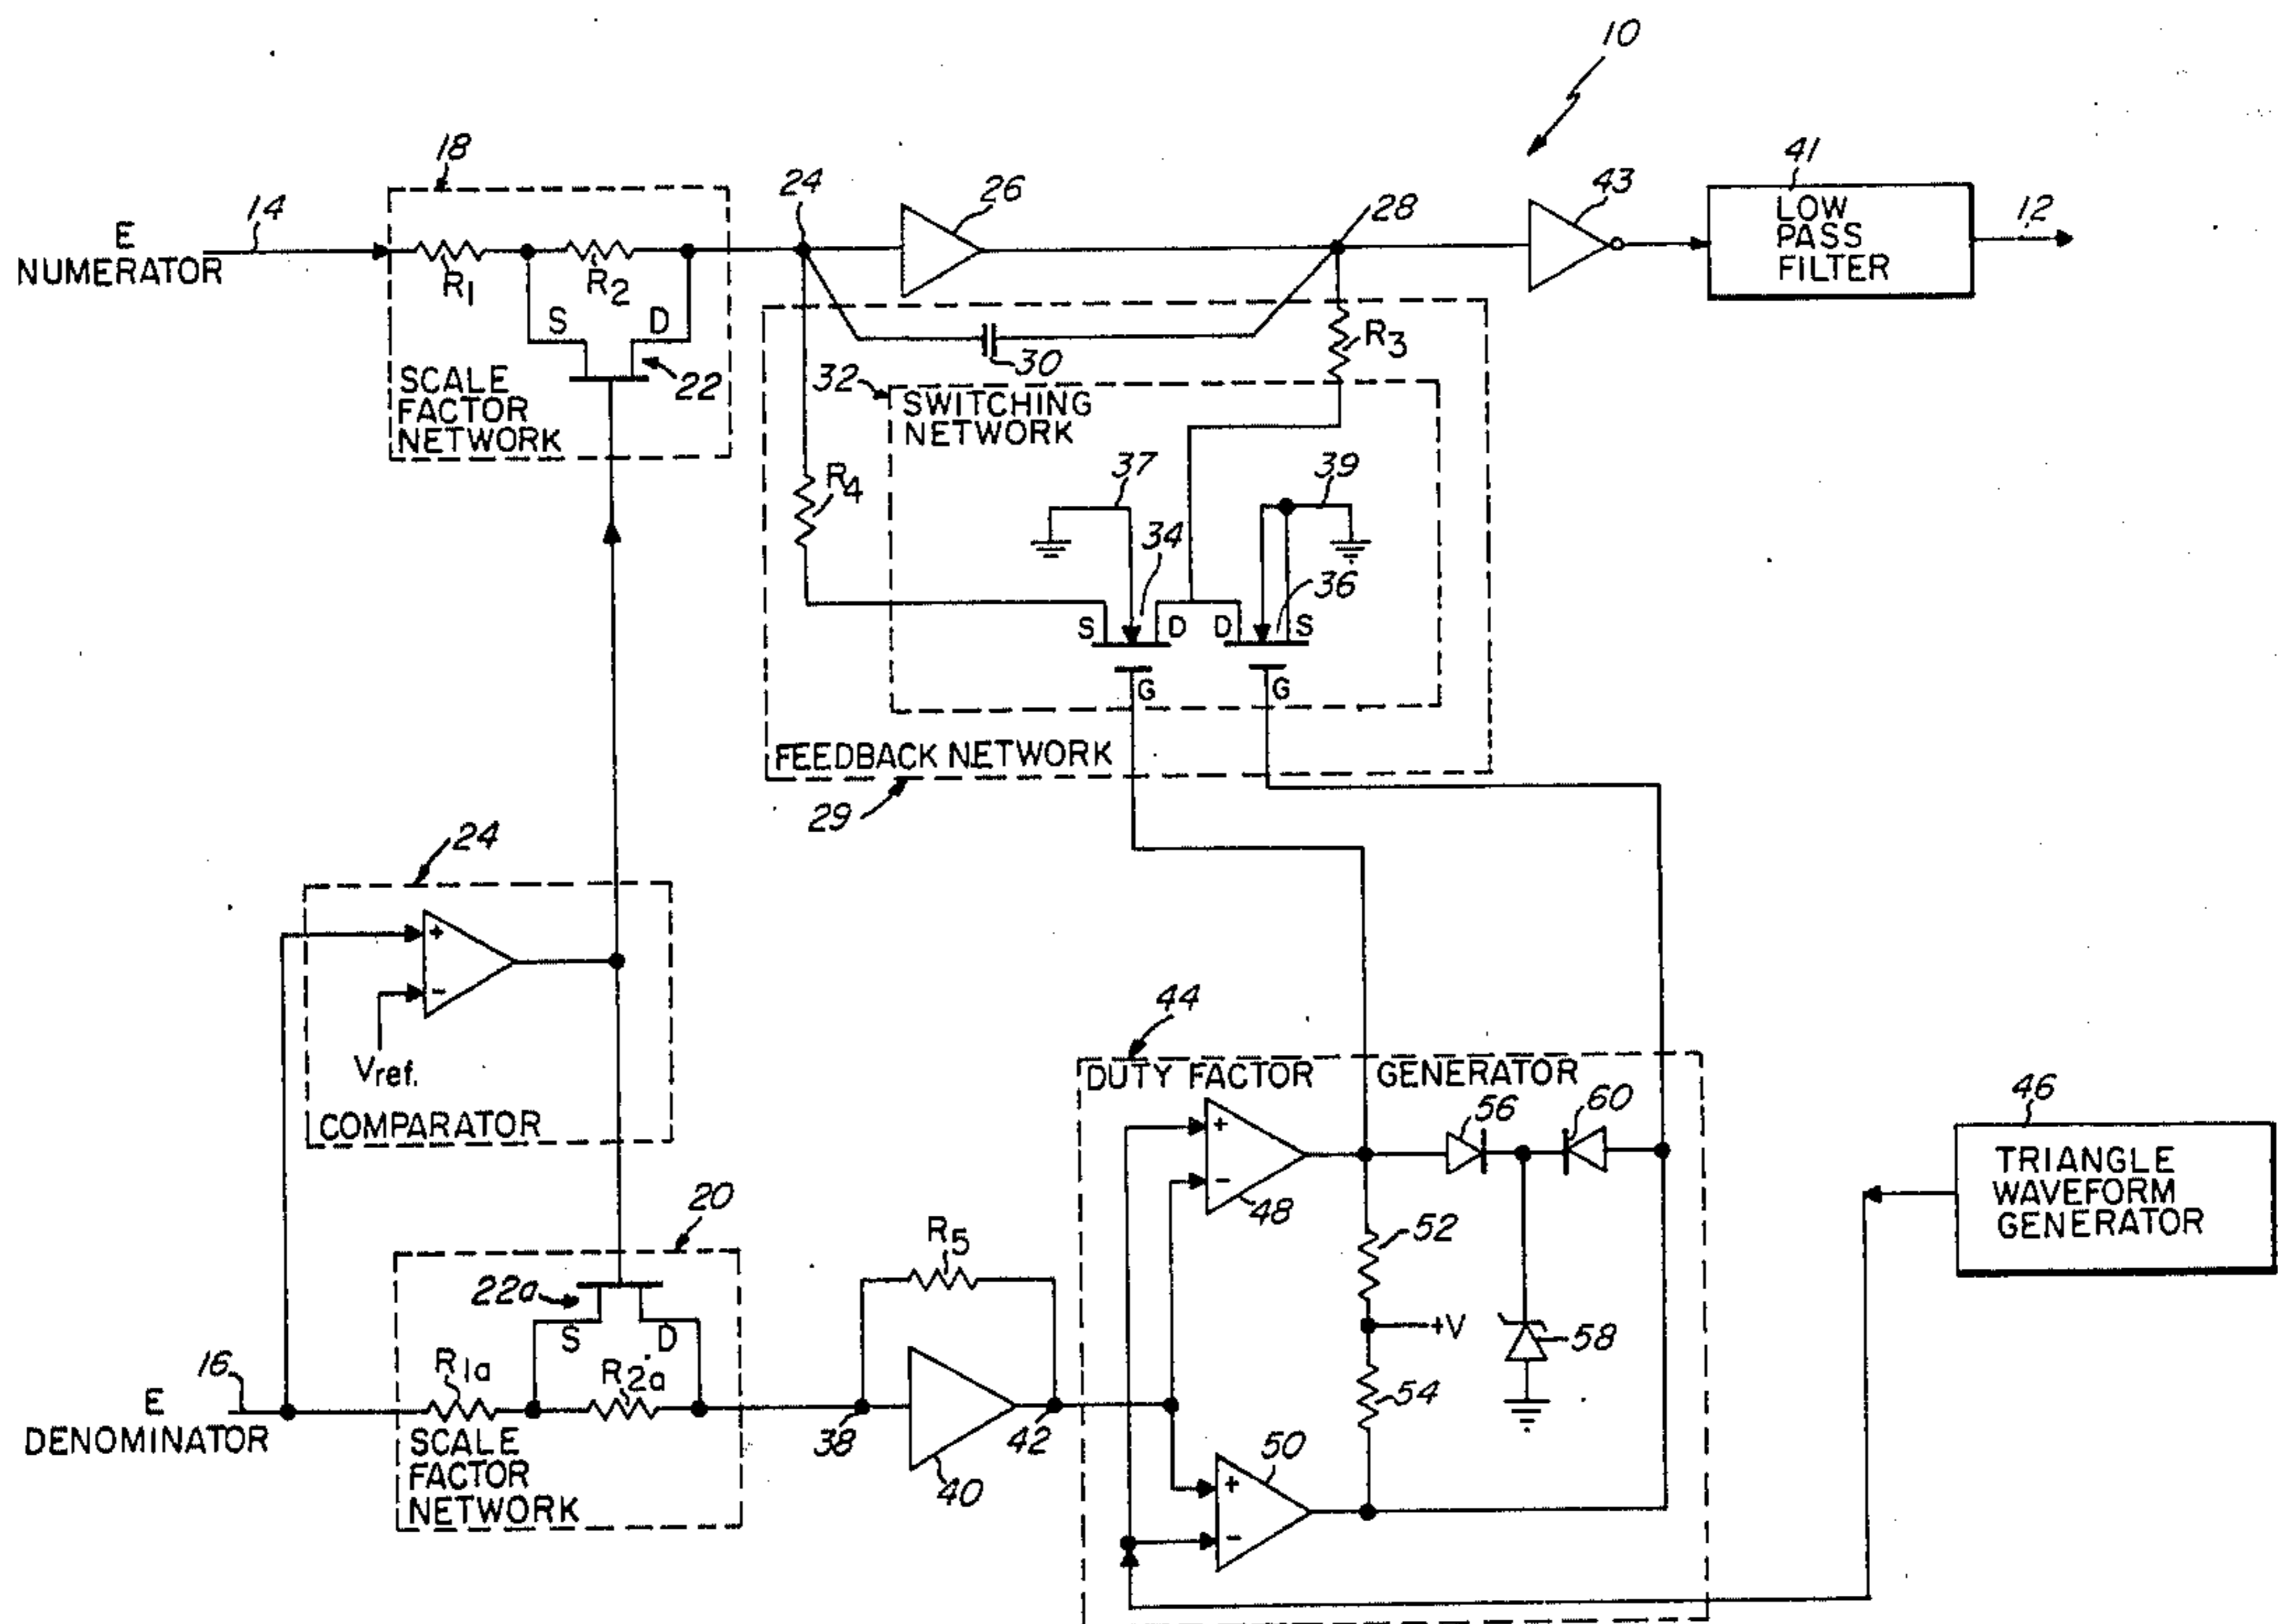 10
18
14
E
NUMERATOR
R1
R2
S
D
22
SCALE
FACTOR
NETWORK
24
26
28
43
41
LOW
PASS
FILTER
12
30
R3
32
SWITCHING
NETWORK
R4
37
39
34
36
S
D
D
S
G
G
FEEDBACK NETWORK
29
24
+
-
Vref.
COMPARATOR
44
DUTY FACTOR GENERATOR
46
TRIANGLE
WAVEFORM
GENERATOR
+
-
48
56
60
52
+V
58
54
50
+
-
20
22a
S
D
R5
16
E
DENOMINATOR
R1a
R2a
SCALE
FACTOR
NETWORK
38
40
42